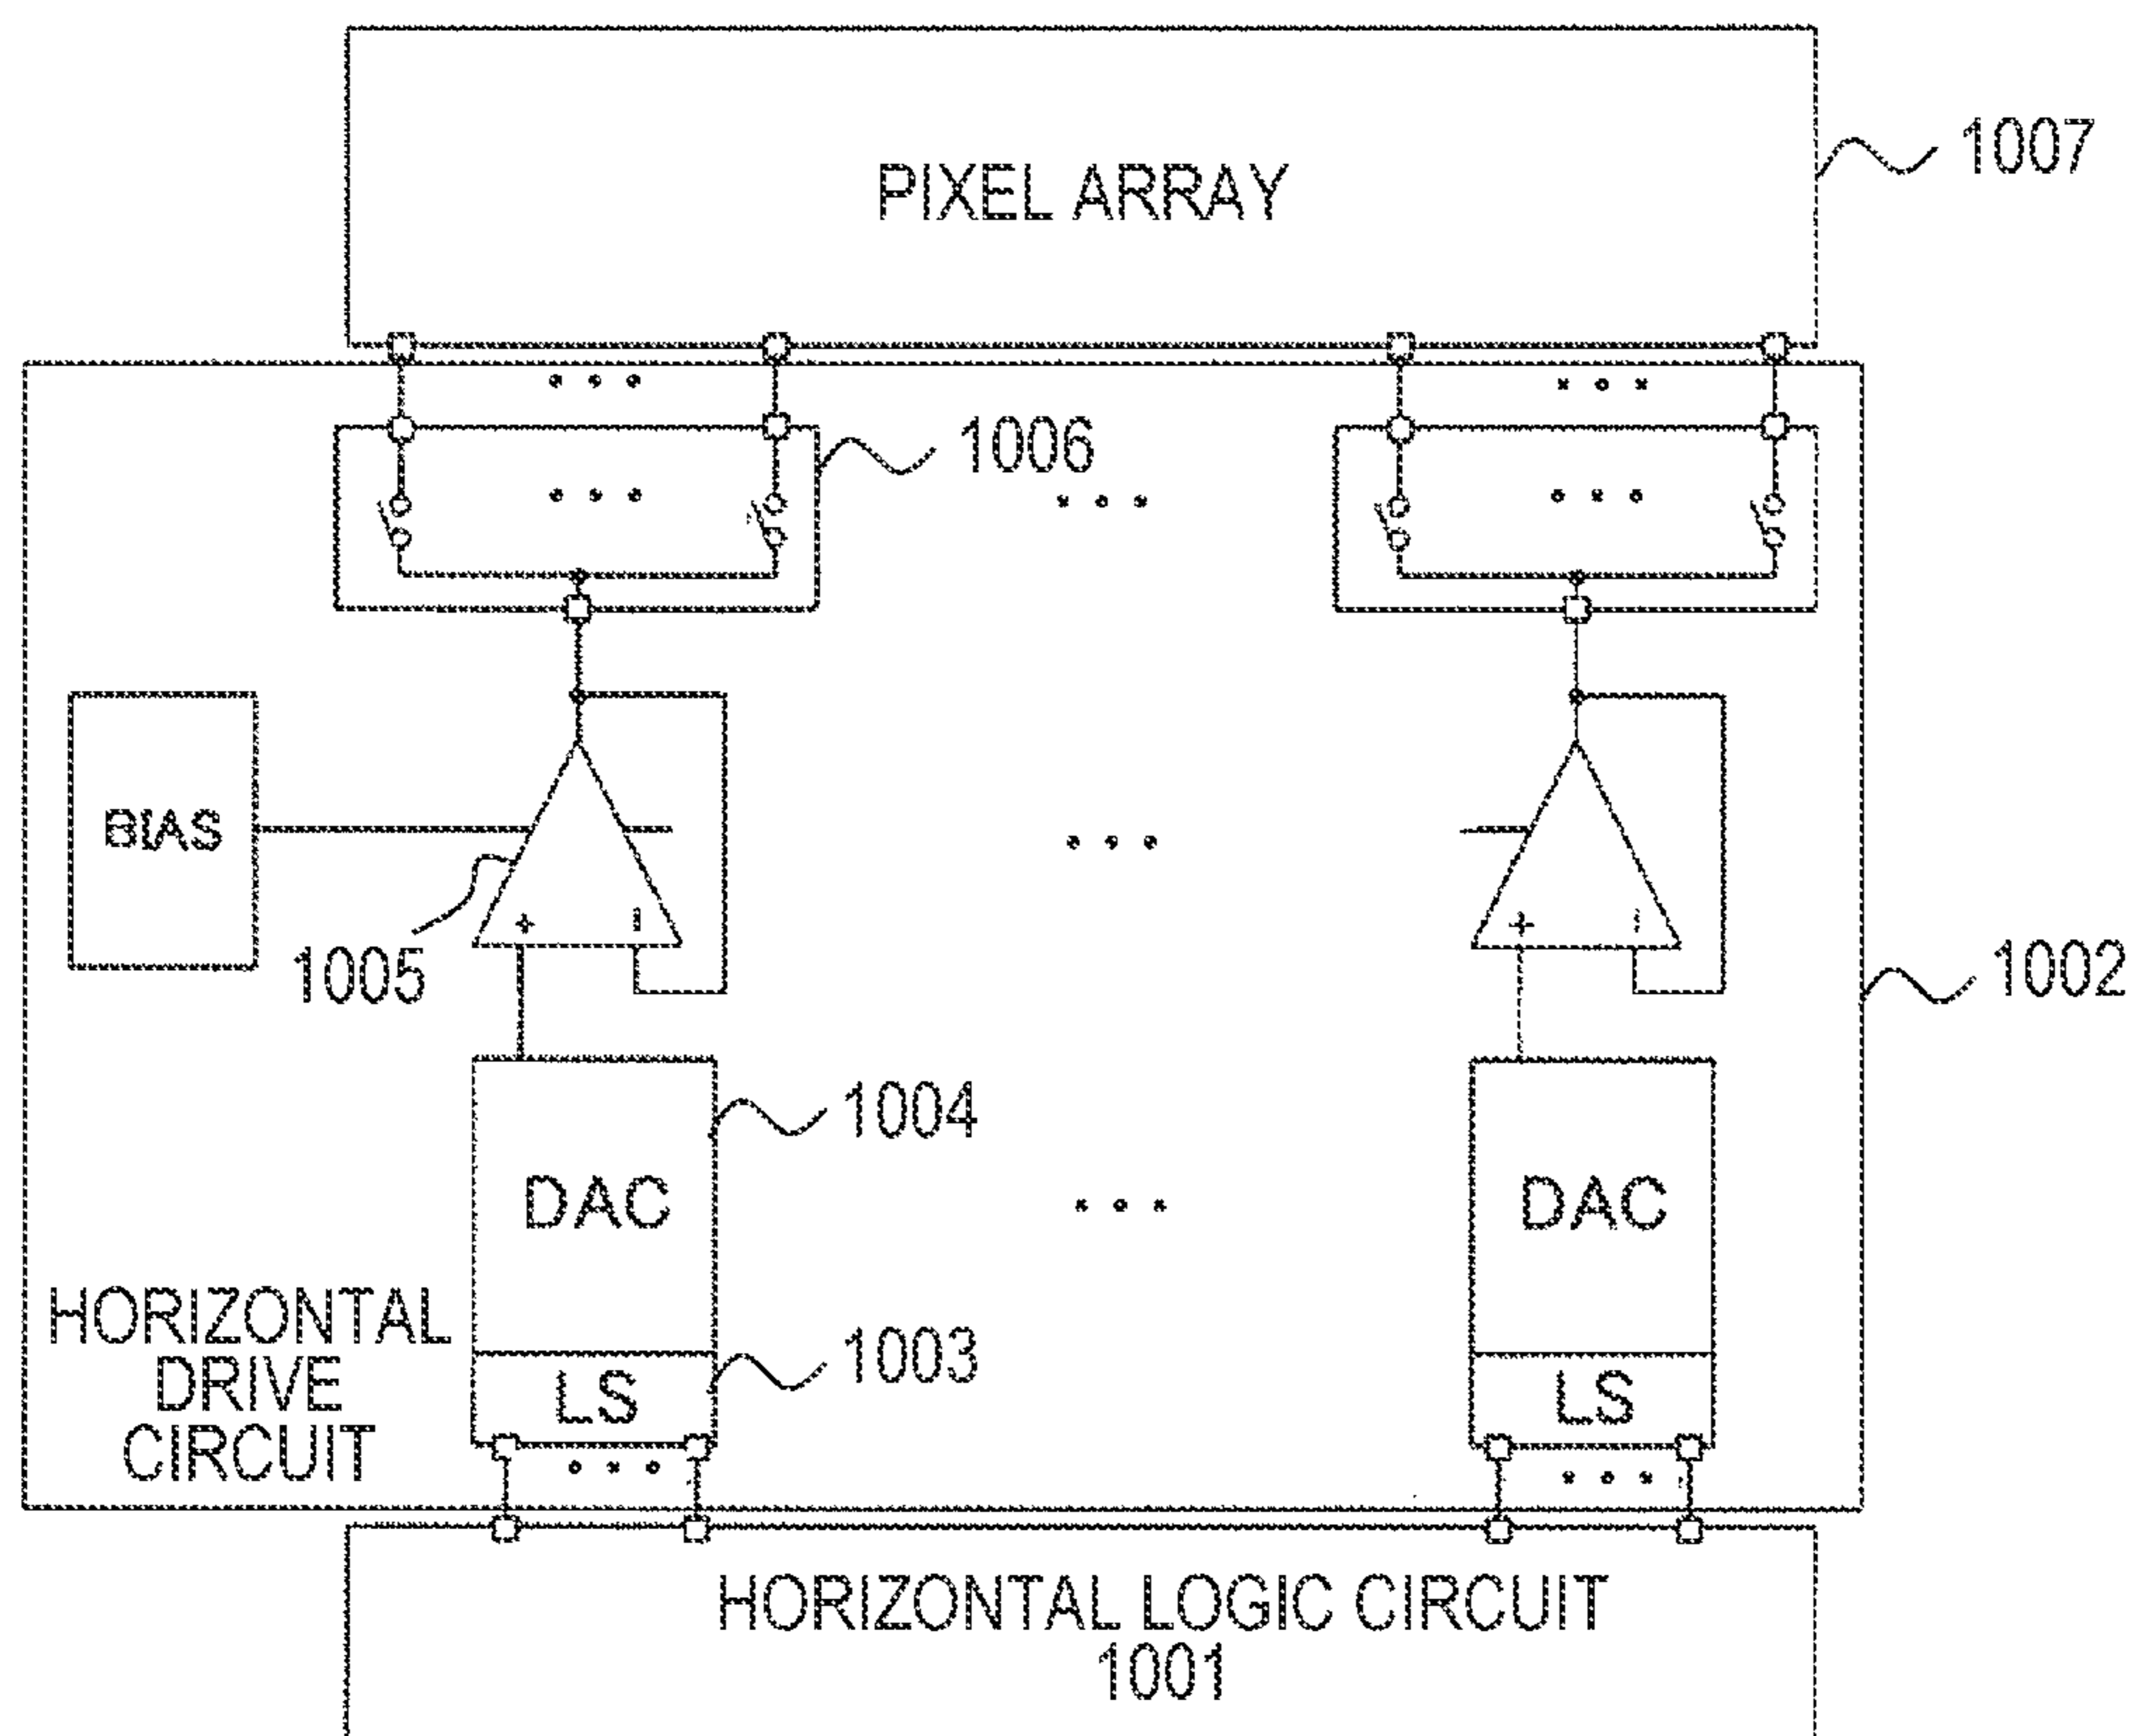 PIXEL ARRAY
1007
1006
BIAS
+
−
+
−
1005
1002
1004
DAC
DAC
HORIZONTAL
DRIVE
CIRCUIT
1003
LS
LS
HORIZONTAL LOGIC CIRCUIT
1001